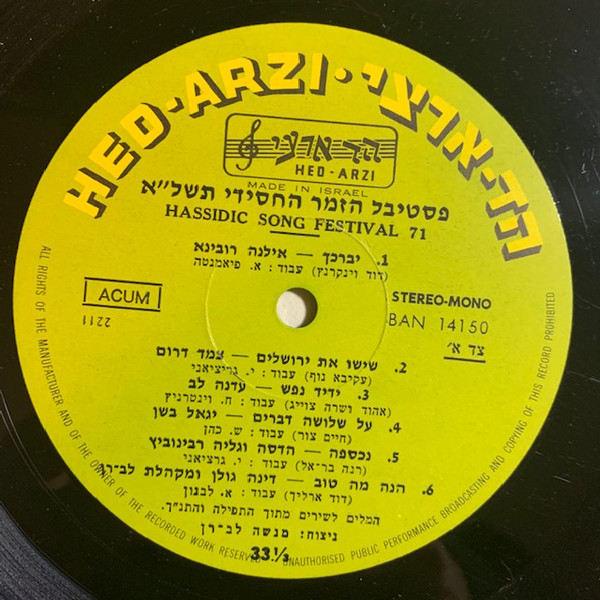 HED-ARZI • הד-ארצי
הד ארצי
HED-ARZI
MADE IN ISRAEL
פסטיבל הזמר החסידי תשל"א
HASSIDIC SONG FESTIVAL 71
1. יברכך — אילנה רובינא
(דוד וינקרנץ) עבוד: א. פיאמנטה
ACUM
2211
STEREO-MONO
BAN 14150
צד א'
2. שישו את ירושלים — צמד דרום
(עקיבא נוף) עבוד: י. גרציאני
3. ידיד נפש — עדנה לב
(אהוד ושרה צווייג) עבוד: ח. וינטרניץ
4. על שלושה דברים — יגאל בשן
(חיים צור) עבוד: ש. כהן
5. נכספה — הדסה וגליה רבינוביץ
(רנה בר־אל) עבוד: י. גרציאני
6. הנה מה טוב — דינה גולן ומקהלת לב־רן
(דוד ארליך) עבוד: א. לבנון
המלים לשירים מתוך התפילה והתנ"ך.
ניצוח: מנשה לב־רן
33⅓
ALL RIGHTS OF THE MANUFACTURER AND OF THE OWNER OF THE RECORDED WORK RESERVED UNAUTHORISED PUBLIC PERFORMANCE BROADCASTING AND COPYING OF THIS RECORD PROHIBITED